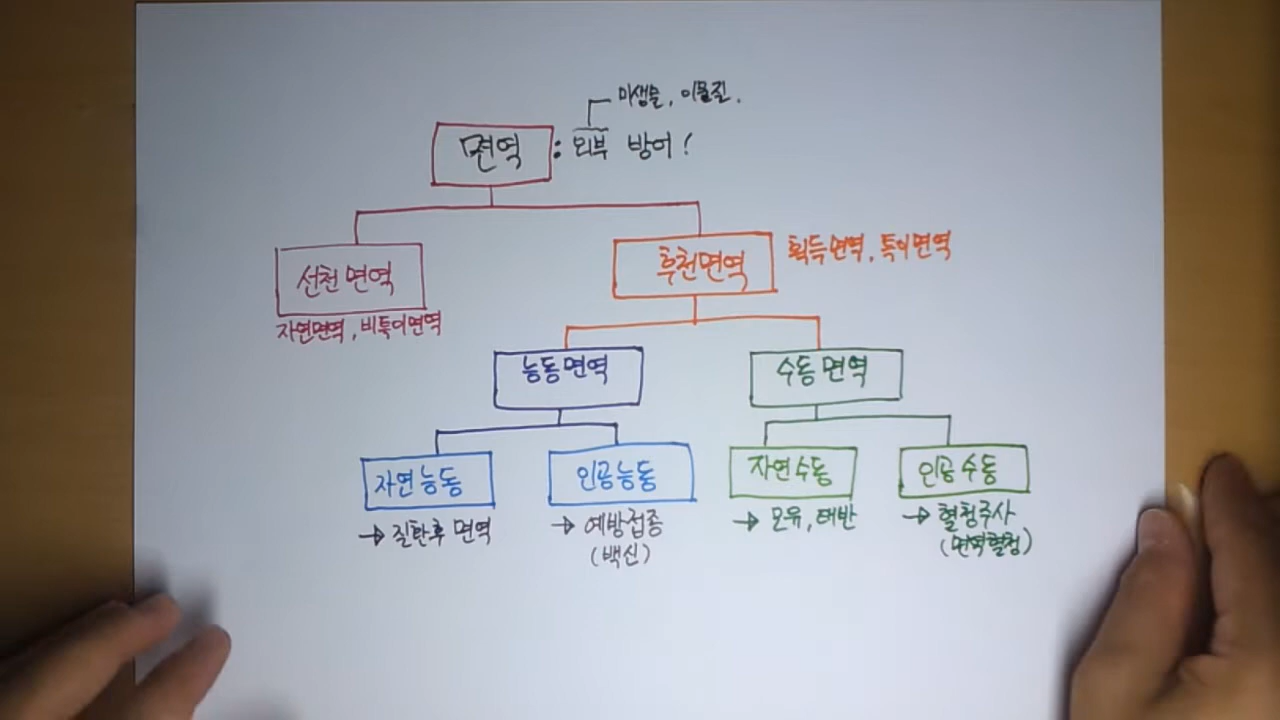 미생물, 이물질.
면역 : 외부 방어!
선천면역
후천면역 획득면역, 특이면역
자연면역, 비특이면역
능동면역
수동면역
자연능동
인공능동
자연수동
인공수동
→ 질환후 면역
→ 예방접종
(백신)
→ 모유, 태반
→ 혈청주사
(면역혈청)